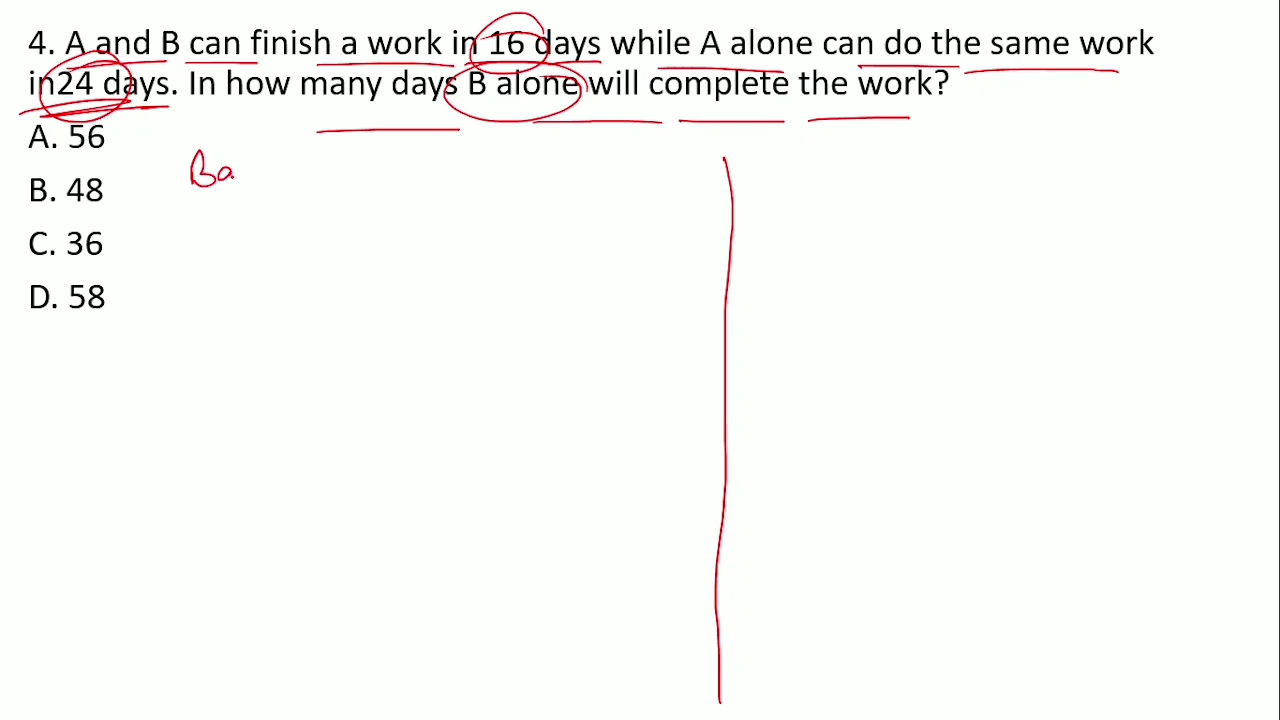 4. A and B can finish a work in 16 days while A alone can do the same work
in24 days. In how many days B alone will complete the work?
A. 56
B. 48
C. 36
D. 58
Ba